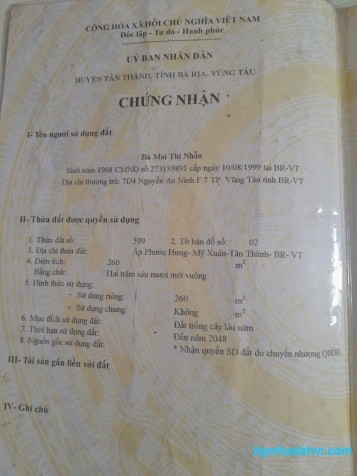 CỘNG HÒA XÃ HỘI CHỦ NGHĨA VIỆT NAM
Độc lập - Tự do - Hạnh phúc
UỶ BAN NHÂN DÂN
HUYỆN TÂN THÀNH, TỈNH BÀ RỊA- VŨNG TÀU
CHỨNG NHẬN
I- Tên người sử dụng đất
Bà Mai Thị Nhẫn
Sinh năm 1968 CMND số 273135891 cấp ngày 10/08/1999 tại BR-VT
Địa chỉ thường trú: 7D4 Nguyễn An Ninh F.7 TP. Vũng Tàu tỉnh BR-VT
II- Thửa đất được quyền sử dụng
1. Thửa đất số: 599 2. Tờ bản đồ số: 02
3. Địa chỉ thửa đất: Ấp Phước Hưng- Mỹ Xuân-Tân Thành- BR- VT
4. Diện tích: 260 m2
Bằng chữ: Hai trăm sáu mươi mét vuông
5. Hình thức sử dụng:
* Sử dụng riêng: 260 m2
* Sử dụng chung: Không m2
6. Mục đích sử dụng đất: Đất trồng cây lâu năm
7. Thời hạn sử dụng đất: Đến năm 2048
8. Nguồn gốc sử dụng đất: * Nhận quyền SD đất do chuyển nhượng QSDĐ
III- Tài sản gắn liền với đất
IV- Ghi chú